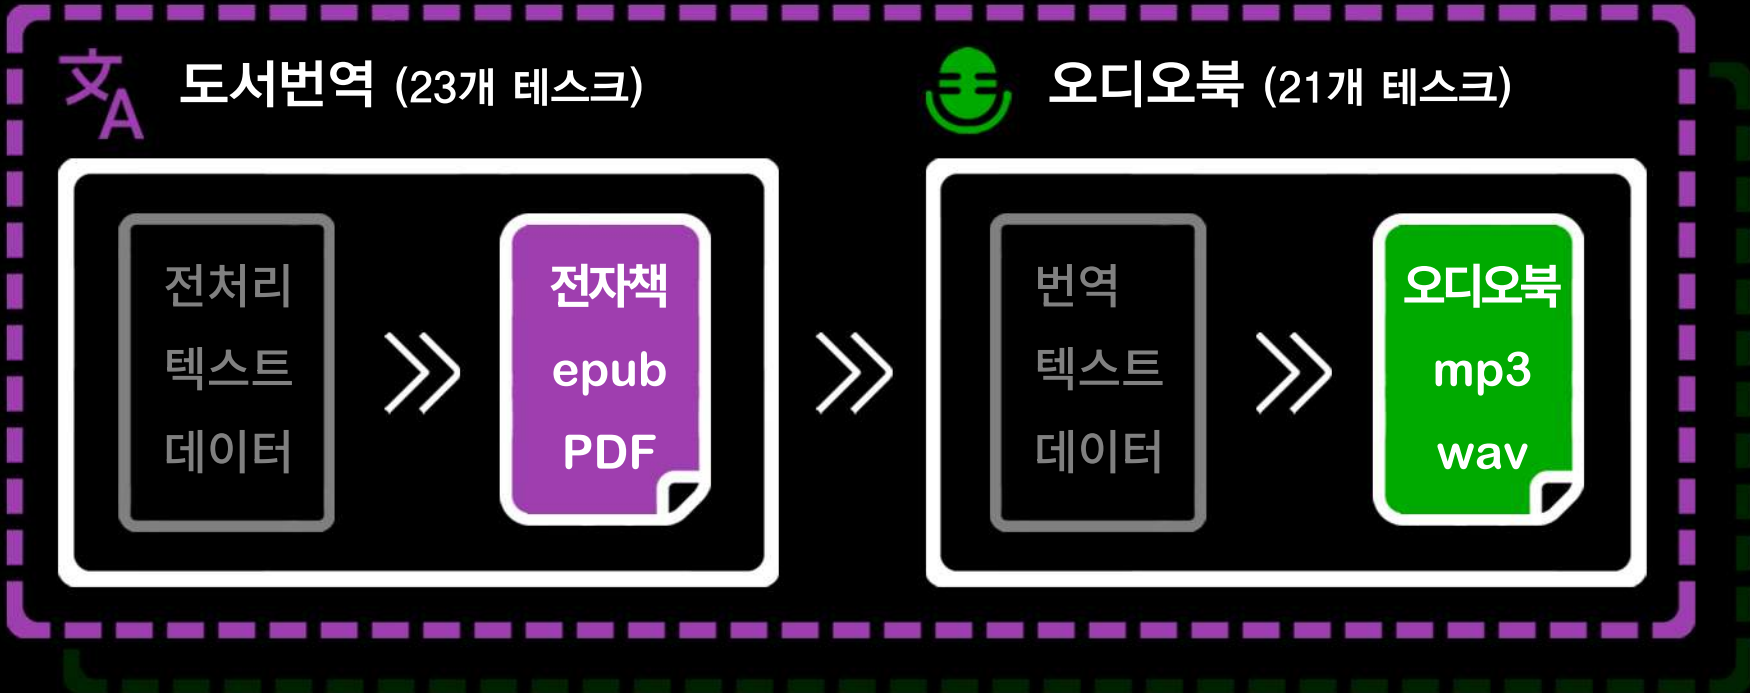 文A
도서번역 (23개 테스크)
전처리
텍스트
데이터
전자책
epub
PDF
오디오북 (21개 테스크)
번역
텍스트
데이터
오디오북
mp3
wav